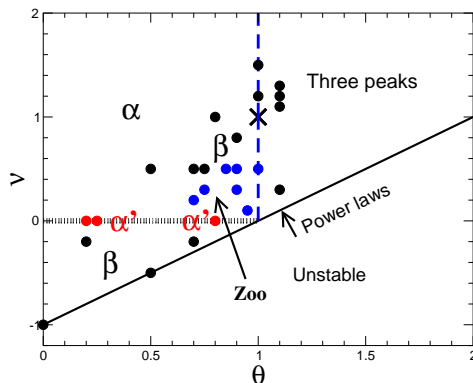 2
Three peaks
α
1
β
ν
α' α'
0
Power laws
β
Zoo
Unstable
-1
0 0.5 1 1.5 2
θ